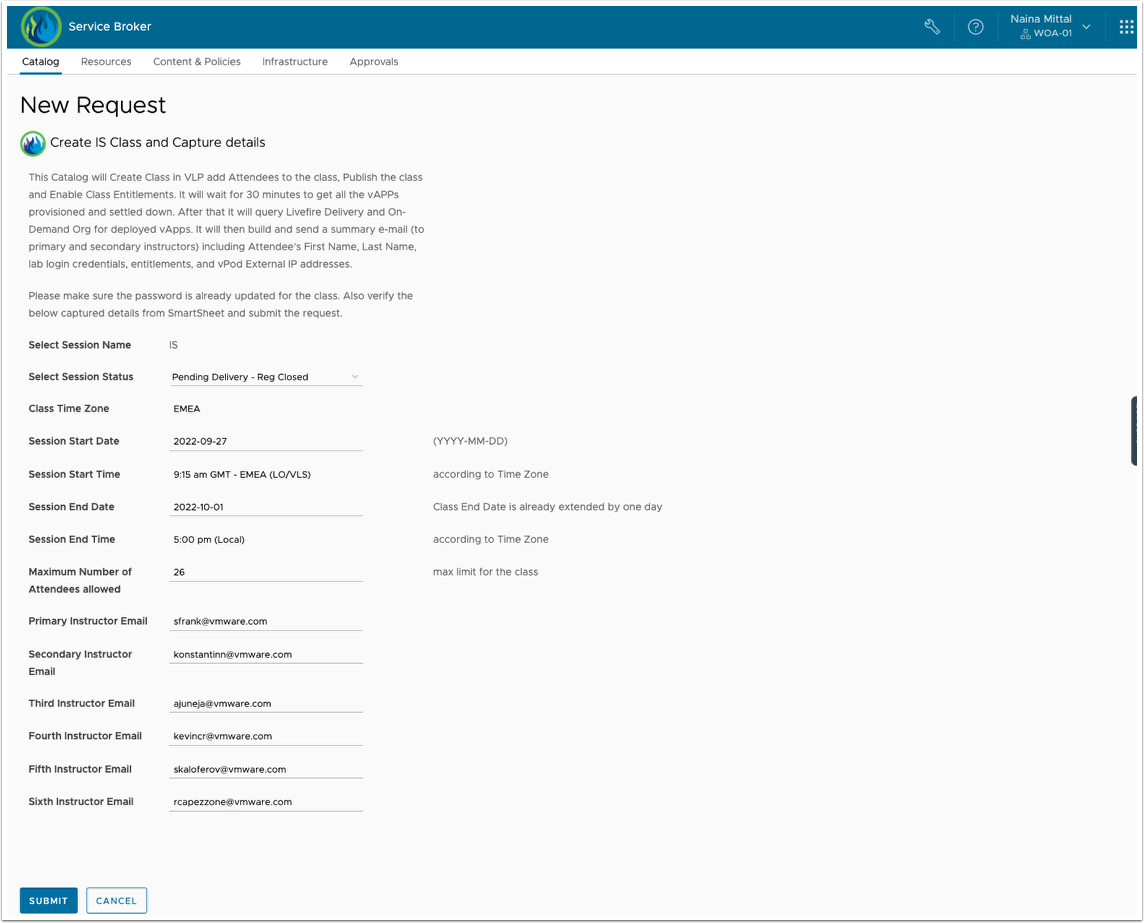 Service Broker
Naina Mittal
WOA-01
Catalog Resources Content & Policies Infrastructure Approvals
New Request
Create IS Class and Capture details
This Catalog will Create Class in VLP add Attendees to the class, Publish the class
and Enable Class Entitlements. It will wait for 30 minutes to get all the vAPPs
provisioned and settled down. After that it will query Livefire Delivery and On-
Demand Org for deployed vApps. It will then build and send a summary e-mail (to
primary and secondary instructors) including Attendee's First Name, Last Name,
lab login credentials, entitlements, and vPod External IP addresses.
Please make sure the password is already updated for the class. Also verify the
below captured details from SmartSheet and submit the request.
Select Session Name IS
Select Session Status Pending Delivery - Reg Closed
Class Time Zone EMEA
Session Start Date 2022-09-27 (YYYY-MM-DD)
Session Start Time 9:15 am GMT - EMEA (LO/VLS) according to Time Zone
Session End Date 2022-10-01 Class End Date is already extended by one day
Session End Time 5:00 pm (Local) according to Time Zone
Maximum Number of 26 max limit for the class
Attendees allowed
Primary Instructor Email sfrank@vmware.com
Secondary Instructor konstantinn@vmware.com
Email
Third Instructor Email ajuneja@vmware.com
Fourth Instructor Email kevincr@vmware.com
Fifth Instructor Email skaloferov@vmware.com
Sixth Instructor Email rcapezzone@vmware.com
SUBMIT CANCEL